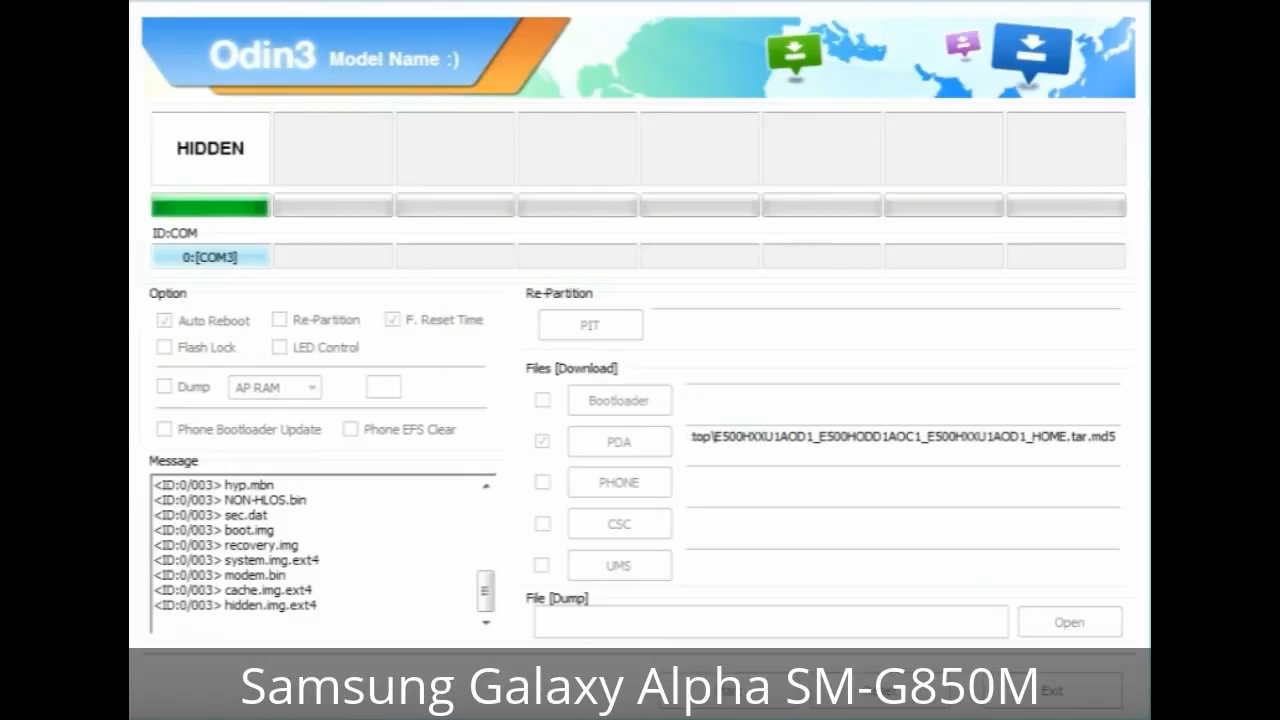 Odin3 Model Name :)
HIDDEN
ID:COM
0:[COM3]
Option
Auto Reboot
Re-Partition
F. Reset Time
Flash Lock
LED Control
Dump
AP RAM
Phone Bootloader Update
Phone EFS Clear
Message
<ID:0/003> hyp.mbn
<ID:0/003> NON-HLOS.bin
<ID:0/003> sec.dat
<ID:0/003> boot.img
<ID:0/003> recovery.img
<ID:0/003> system.img.ext4
<ID:0/003> modem.bin
<ID:0/003> cache.img.ext4
<ID:0/003> hidden.img.ext4
Re-Partition
PIT
Files [Download]
Bootloader
PDA top\E500HXXU1AOD1_E500HODD1AOC1_E500HXXU1AOD1_HOME.tar.md5
PHONE
CSC
UMS
File [Dump]
Open
Exit
Samsung Galaxy Alpha SM-G850M